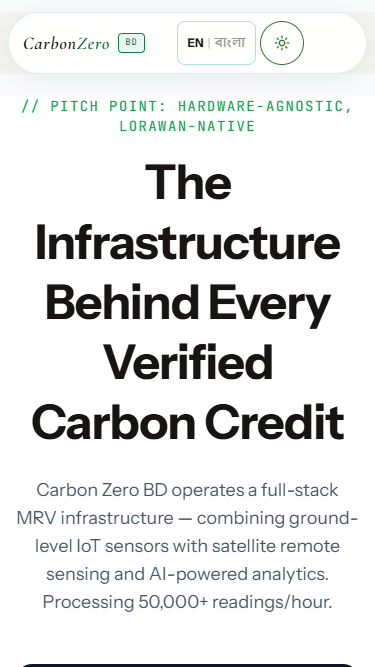 CarbonZero BD EN | বাংলা
// PITCH POINT: HARDWARE-AGNOSTIC,
LORAWAN-NATIVE
The
Infrastructure
Behind Every
Verified
Carbon Credit
Carbon Zero BD operates a full-stack
MRV infrastructure — combining ground-
level IoT sensors with satellite remote
sensing and AI-powered analytics.
Processing 50,000+ readings/hour.